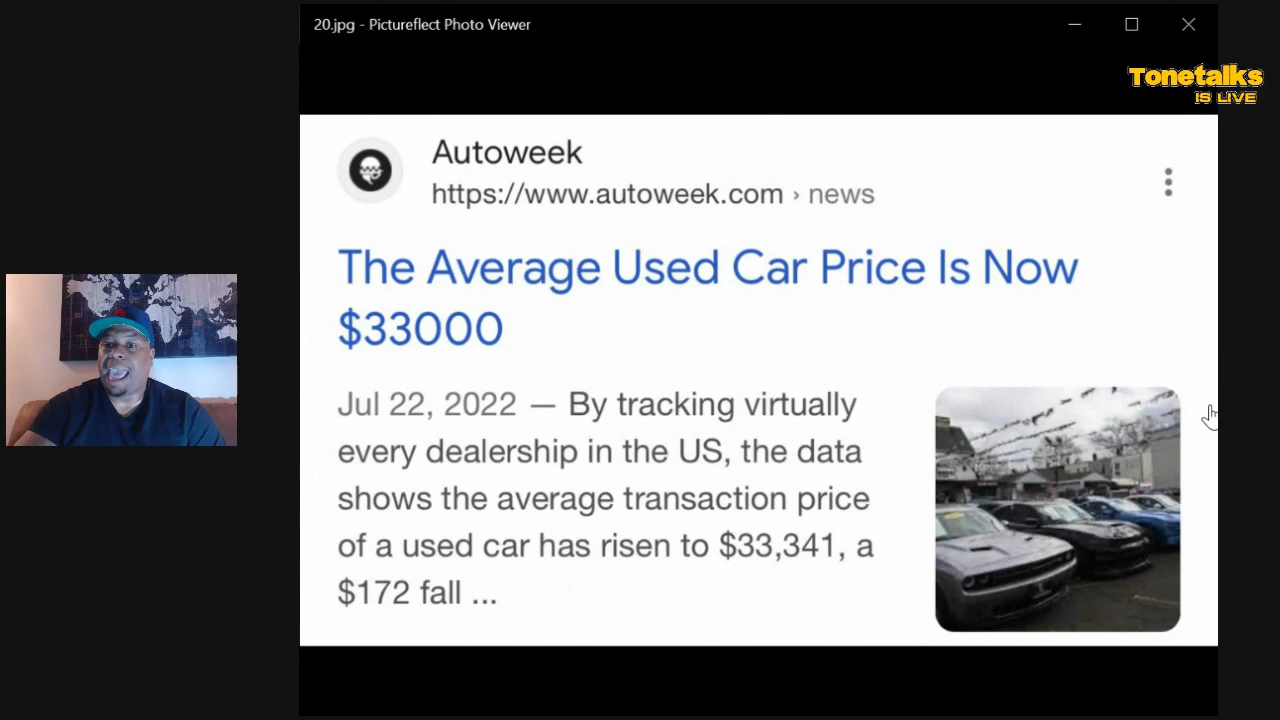 20.jpg - Pictureflect Photo Viewer
Tonetalks
IS LIVE
Autoweek
https://www.autoweek.com › news
The Average Used Car Price Is Now
$33000
Jul 22, 2022 — By tracking virtually
every dealership in the US, the data
shows the average transaction price
of a used car has risen to $33,341, a
$172 fall ...